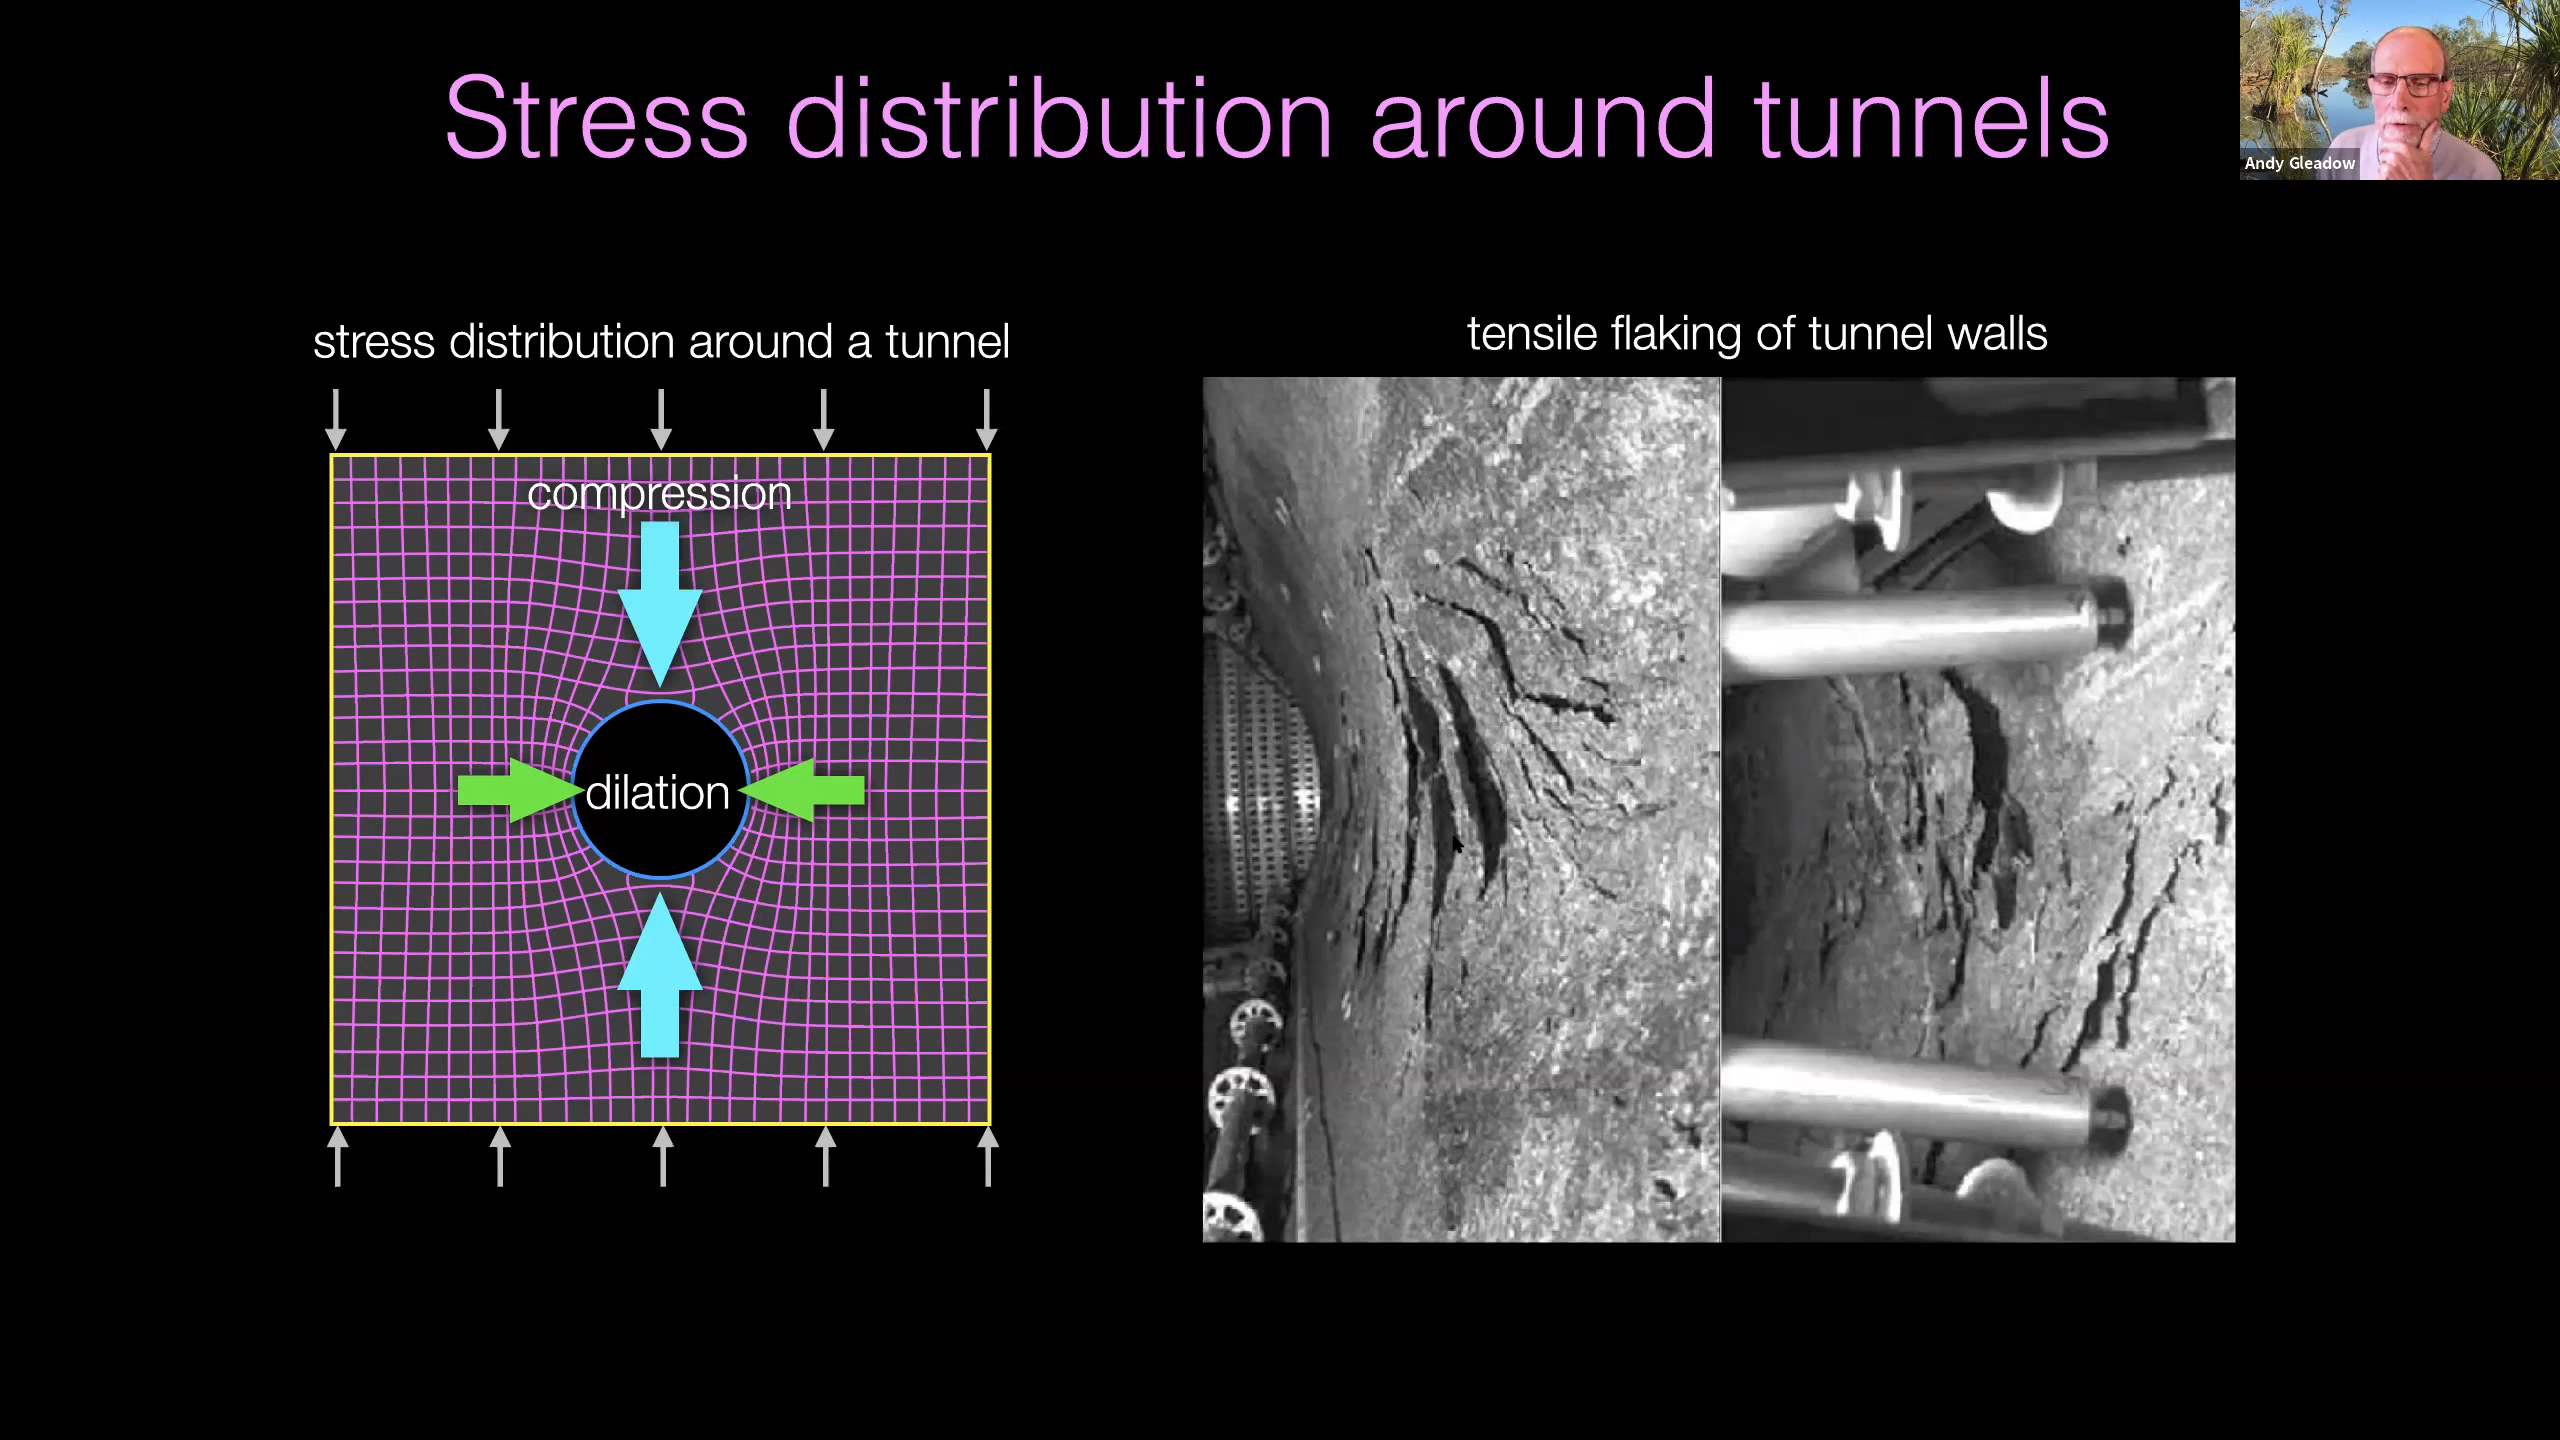 Stress distribution around tunnels
Andy Gleadow
stress distribution around a tunnel
tensile flaking of tunnel walls
compression
dilation